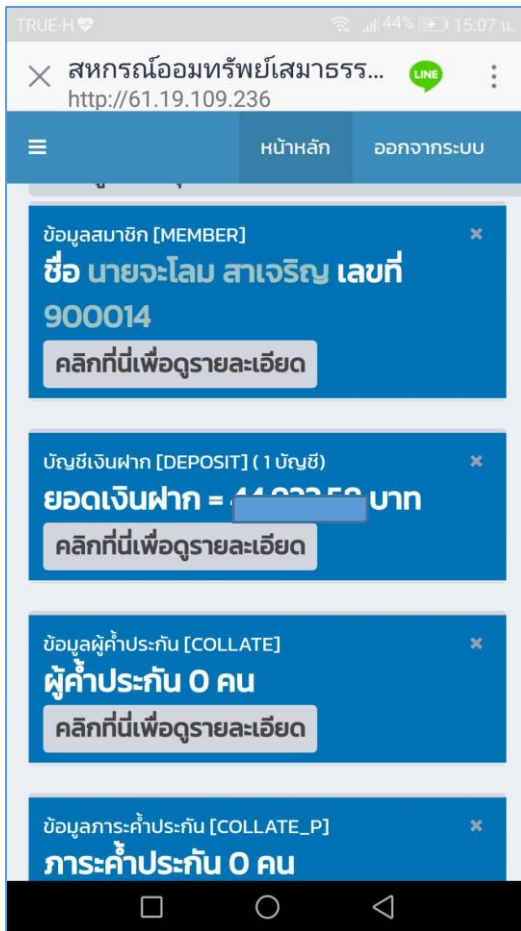 TRUE-H
44% 15:07 น.
สหกรณ์ออมทรัพย์เสมาธรร...
LINE
http://61.19.109.236
หน้าหลัก ออกจากระบบ
ข้อมูลสมาชิก [MEMBER]
ชื่อ นายจะโลม สาเจริญ เลขที่
900014
คลิกที่นี่เพื่อดูรายละเอียด
บัญชีเงินฝาก [DEPOSIT] ( 1 บัญชี)
ยอดเงินฝาก = บาท
คลิกที่นี่เพื่อดูรายละเอียด
ข้อมูลผู้ค้ำประกัน [COLLATE]
ผู้ค้ำประกัน 0 คน
คลิกที่นี่เพื่อดูรายละเอียด
ข้อมูลภาระค้ำประกัน [COLLATE_P]
ภาระค้ำประกัน 0 คน